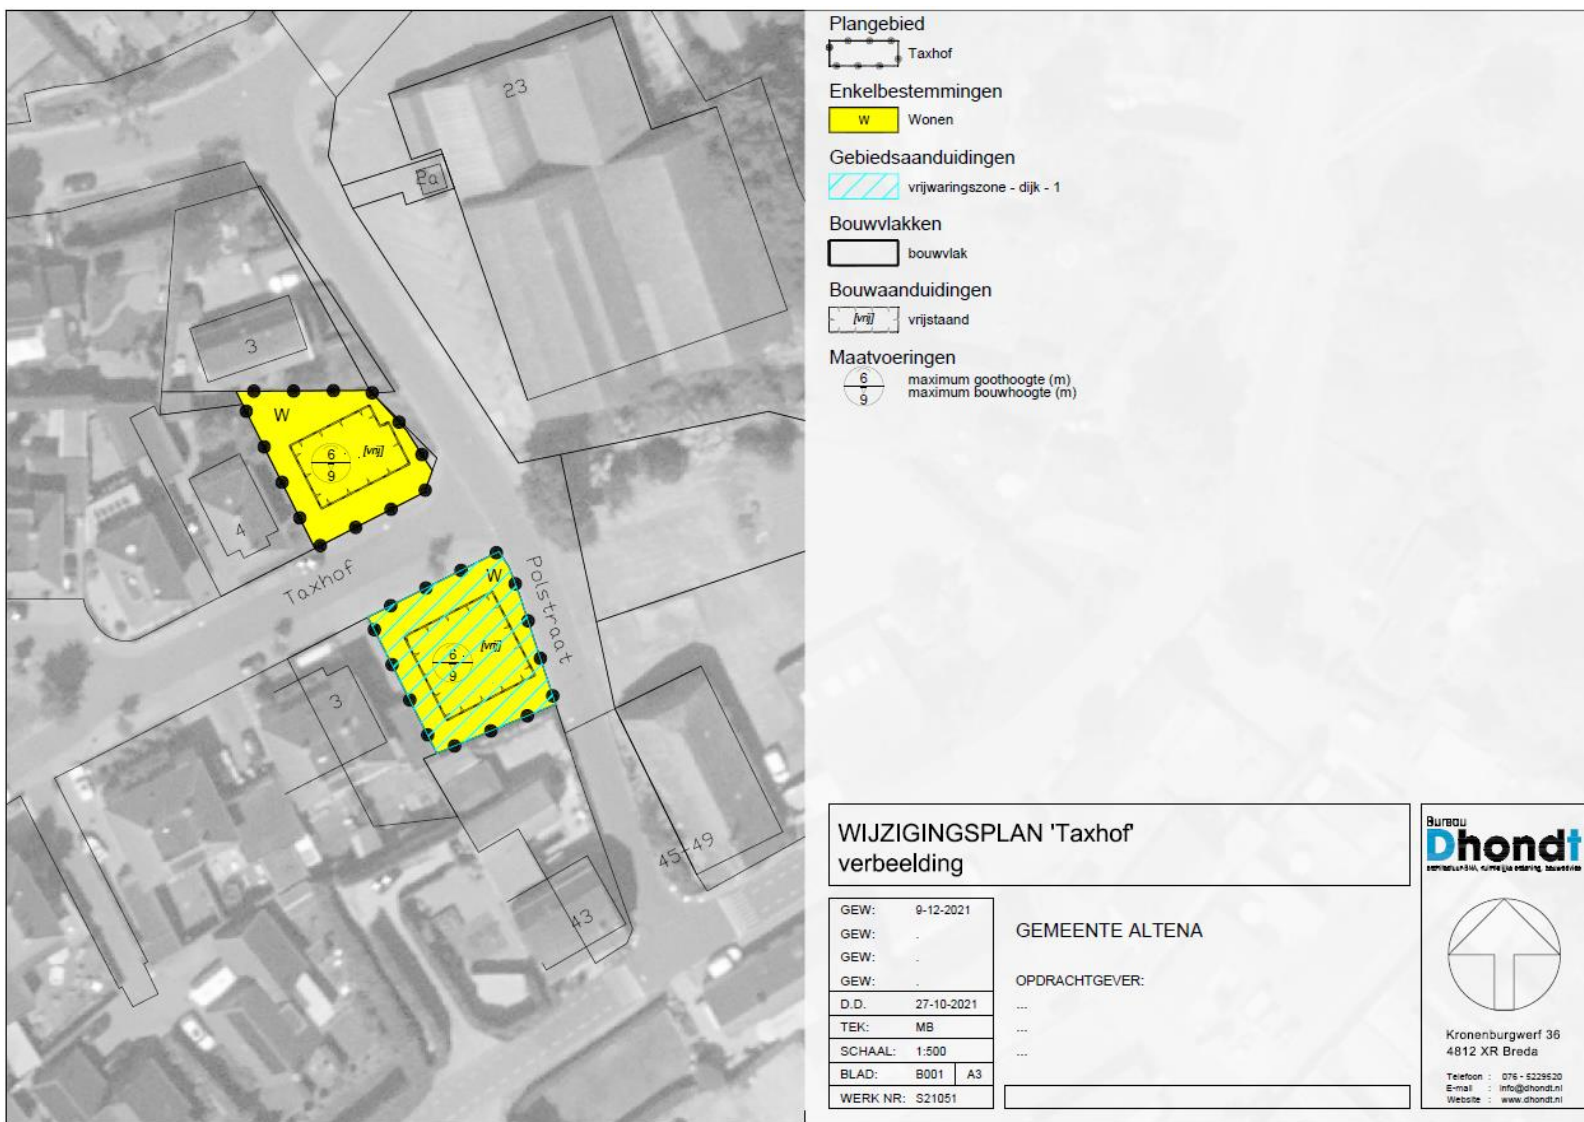 23
2a
3
W
6
9
[vrij]
4
Taxhof
W
Polstraat
6
9
[vrij]
3
45-49
43
Plangebied
Taxhof
Enkelbestemmingen
W
Wonen
Gebiedsaanduidingen
vrijwaringszone - dijk - 1
Bouwvlakken
bouwvlak
Bouwaanduidingen
[vrij]
vrijstaand
Maatvoeringen
6
9
maximum goothoogte (m)
maximum bouwhoogte (m)
WIJZIGINGSPLAN 'Taxhof'
verbeelding
GEW: 9-12-2021
GEW: .
GEW: .
GEW: .
D.D. 27-10-2021
TEK: MB
SCHAAL: 1:500
BLAD: B001 A3
WERK NR: S21051
GEMEENTE ALTENA
OPDRACHTGEVER:
...
...
...
Bureau
Dhondt
Kronenburgwerf 36
4812 XR Breda
Telefoon : 076 - 5229520
E-mail : info@dhondt.nl
Website : www.dhondt.nl